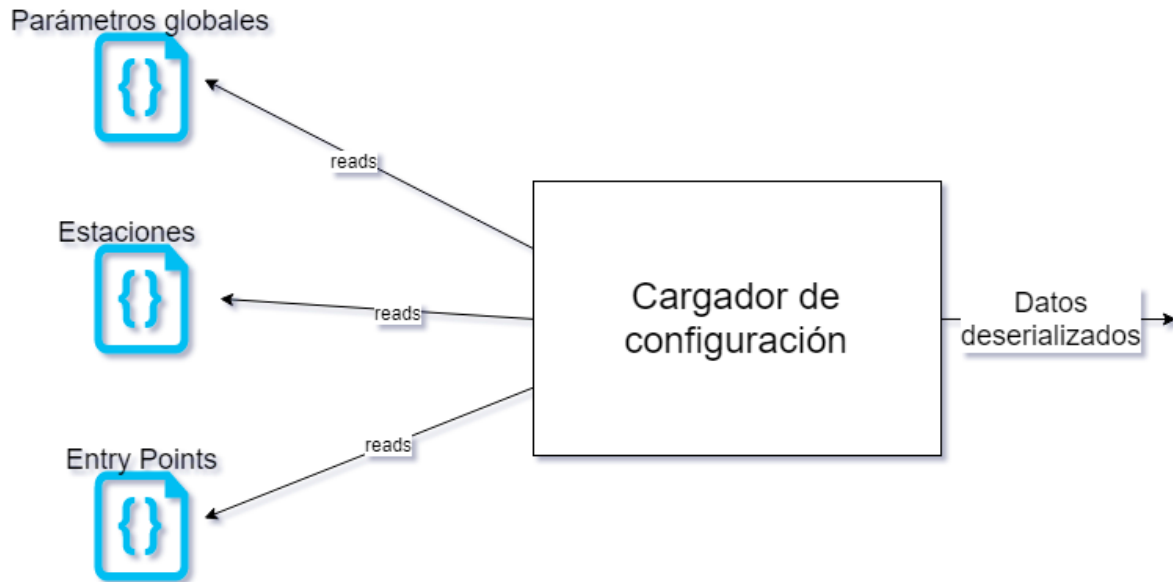 Parámetros globales
{}
reads
Estaciones
{}
reads
Cargador de
configuración
Datos
deserializados
Entry Points
{}
reads